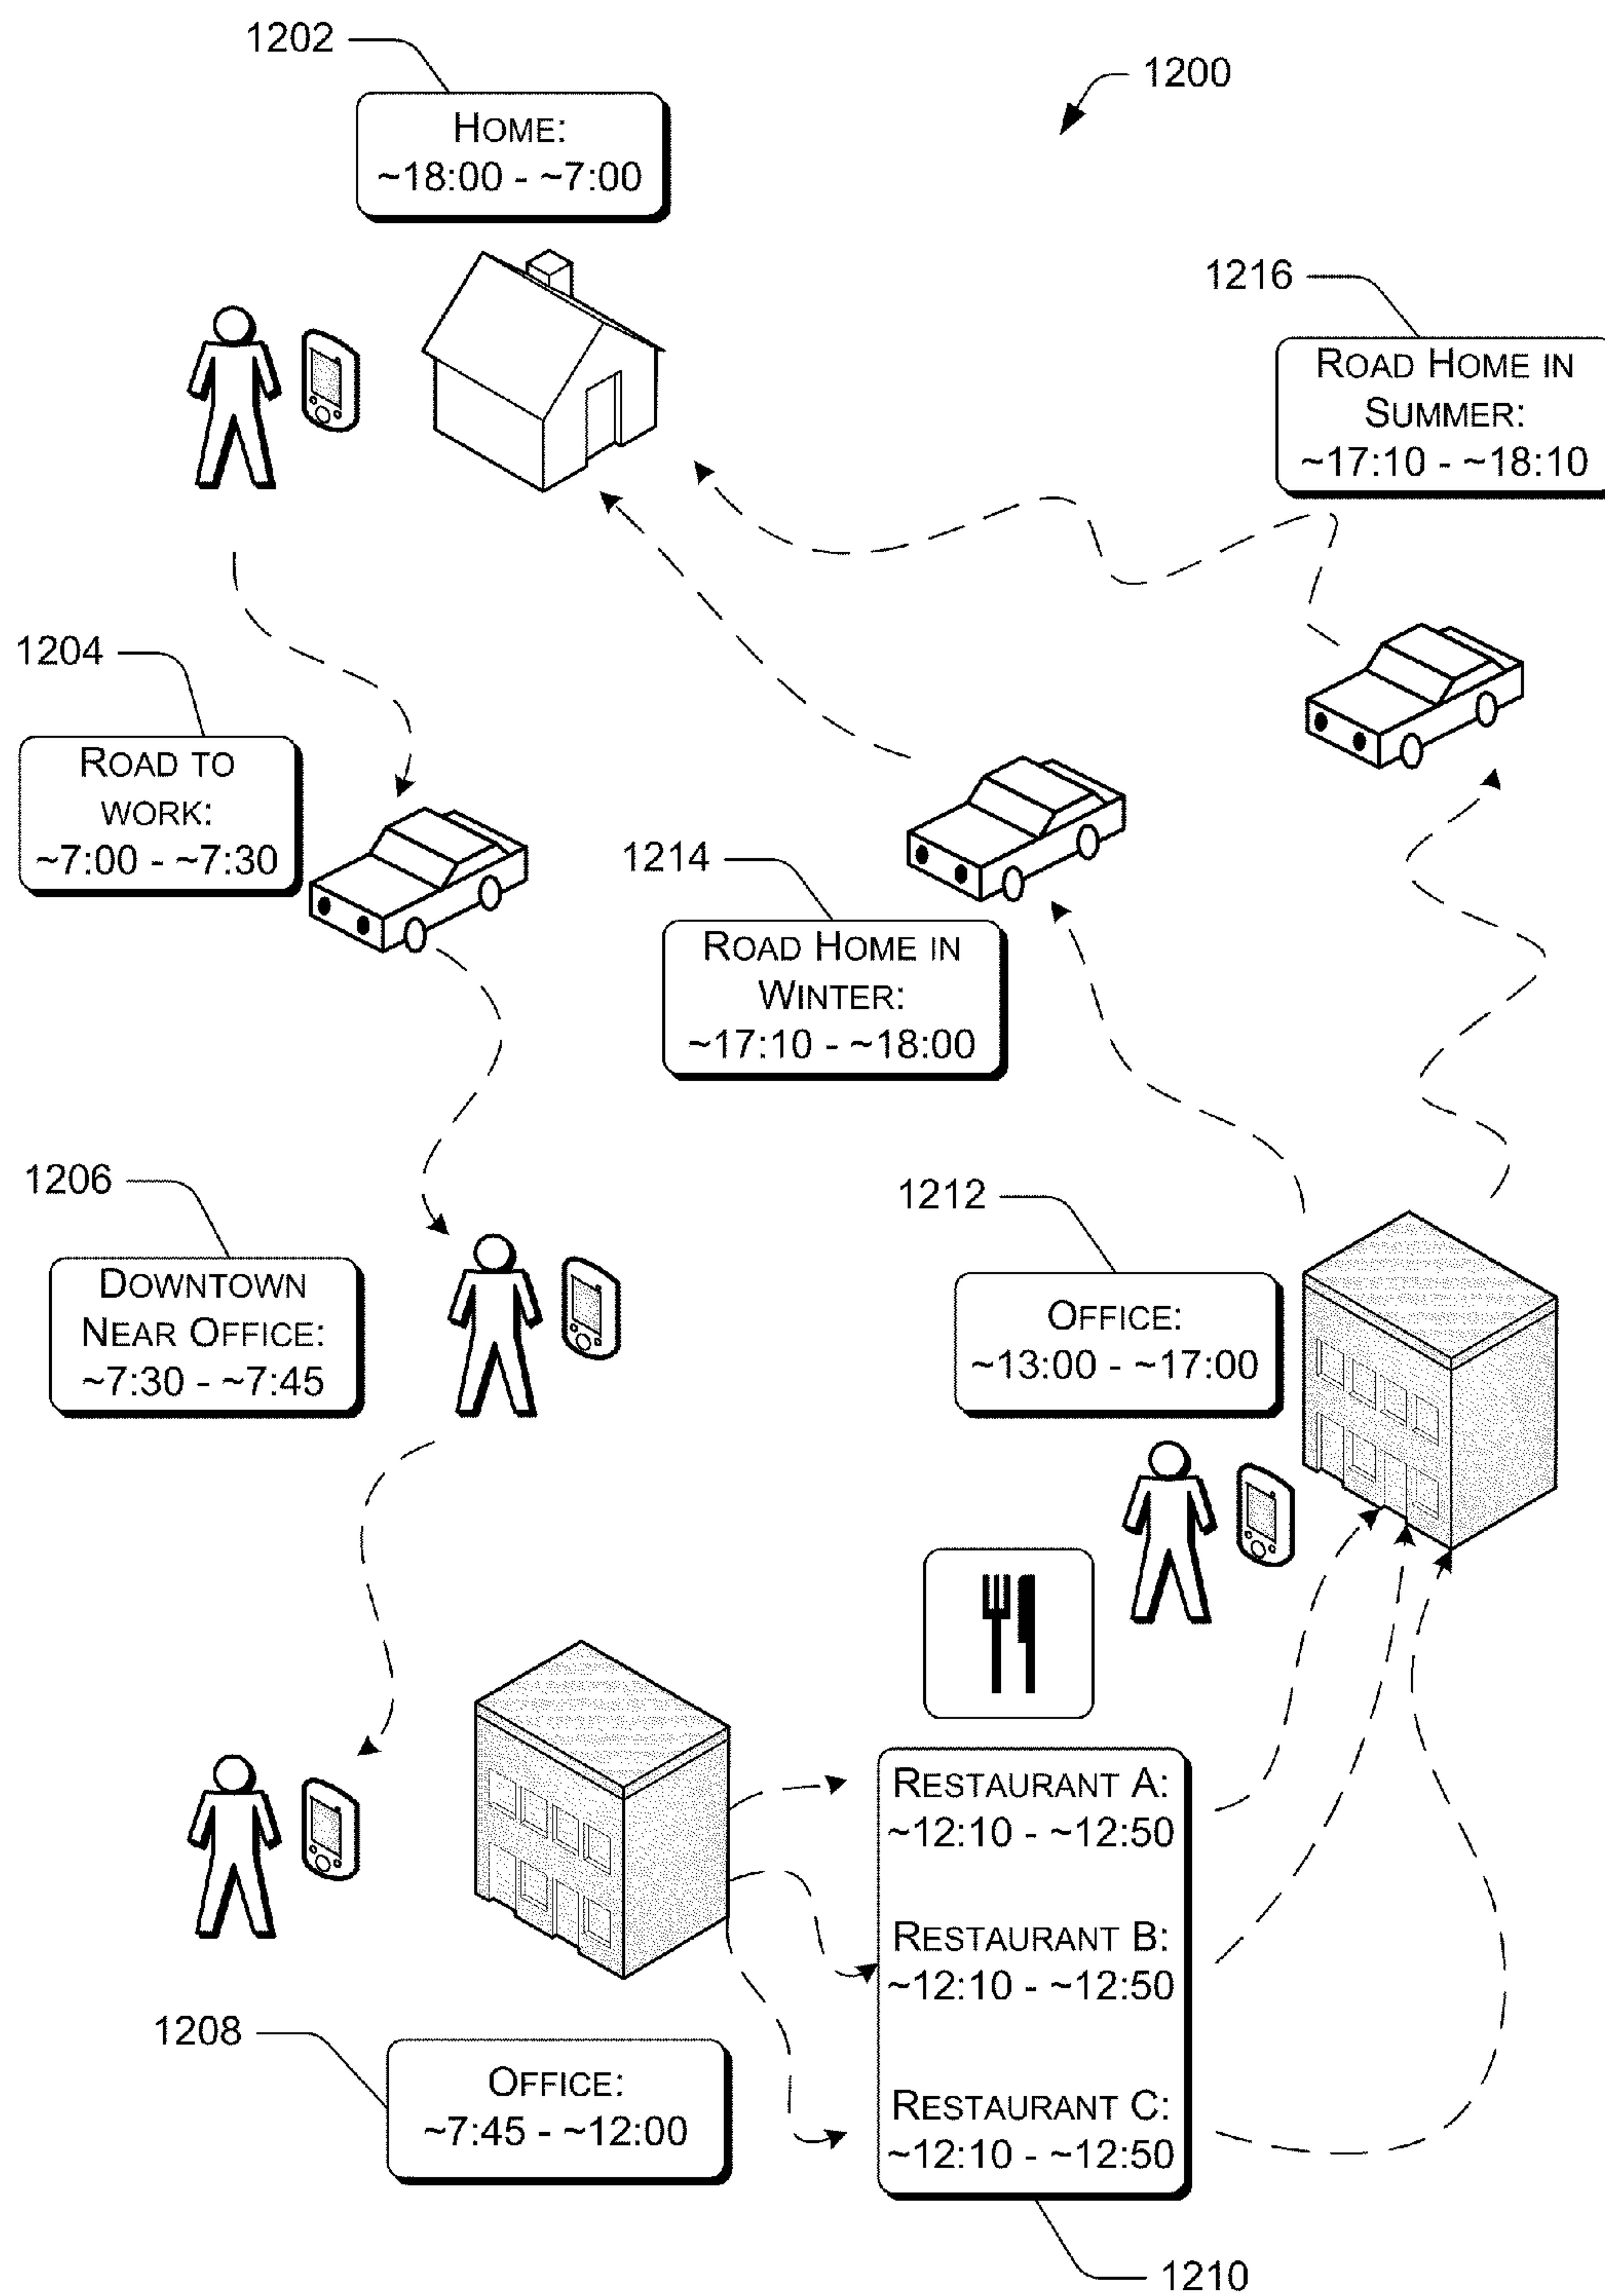 1202
1200
HOME:
~18:00 - ~7:00
1216
ROAD HOME IN
SUMMER:
~17:10 - ~18:10
1204
ROAD TO
WORK:
~7:00 - ~7:30
1214
ROAD HOME IN
WINTER:
~17:10 - ~18:00
1206
DOWNTOWN
NEAR OFFICE:
~7:30 - ~7:45
1212
OFFICE:
~13:00 - ~17:00
RESTAURANT A:
~12:10 - ~12:50
RESTAURANT B:
~12:10 - ~12:50
1208
OFFICE:
~7:45 - ~12:00
RESTAURANT C:
~12:10 - ~12:50
1210